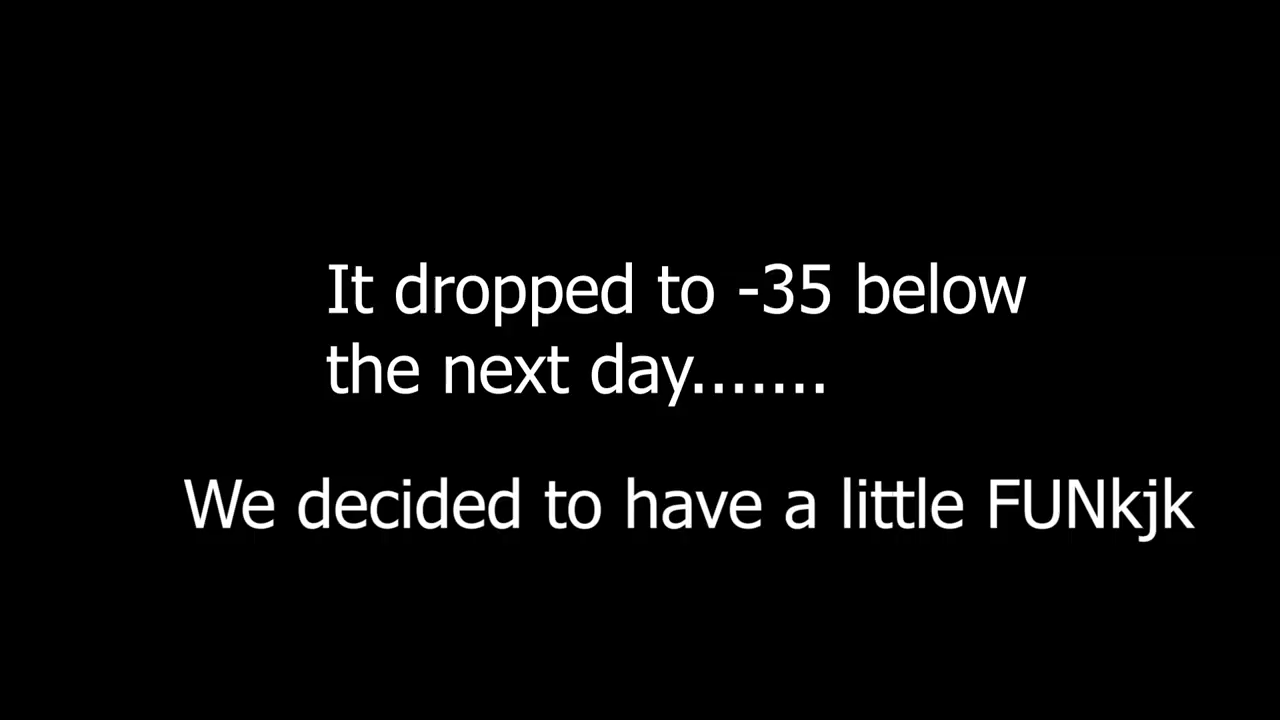 It dropped to -35 below
the next day.......
We decided to have a little FUNkjk